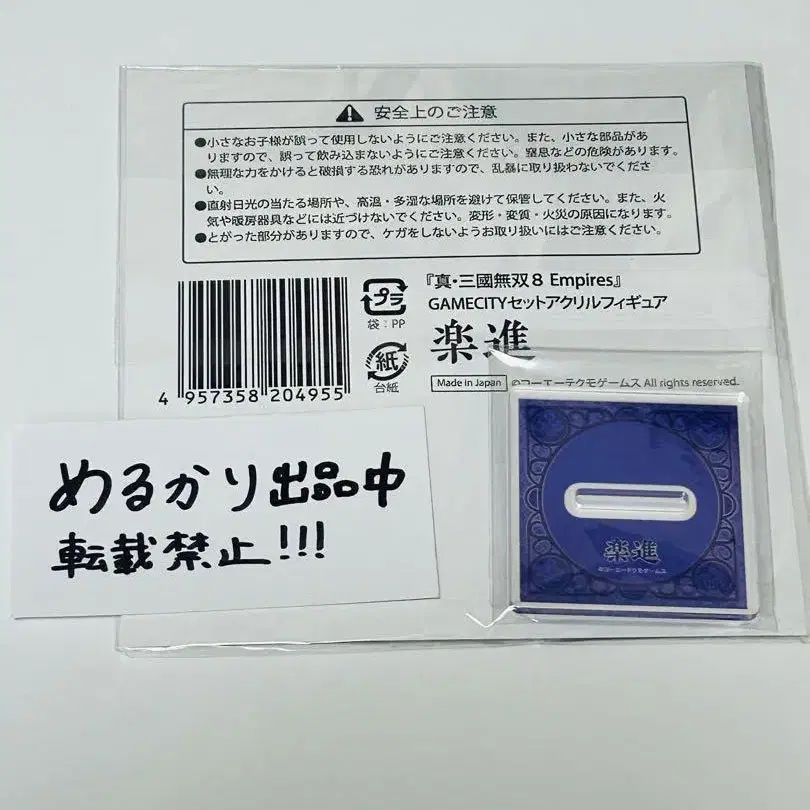 安全上のご注意
●小さなお子様が誤って使用しないようにご注意ください。また、小さな部品があ
りますので、誤って飲み込まないようにご注意ください。窒息などの危険があります。
●無理な力をかけると破損する恐れがありますので、乱暴に取り扱わないでくださ
い。
●直射日光の当たる場所や、高温・多湿な場所を避けて保管してください。また、火
気や暖房器具などには近づけないでください。変形・変質・火災の原因になります。
●とがった部分がありますので、ケガをしないようお取り扱いにはご注意ください。
『真・三國無双8 Empires』
GAMECITYセットアクリルフィギュア
プラ
袋：PP
楽進
紙
台紙
Made in Japan ©コーエーテクモゲームス All rights reserved.
4 957358 204955
めるかり出品中
転載禁止!!!
楽進
©コーエーテクモゲームス